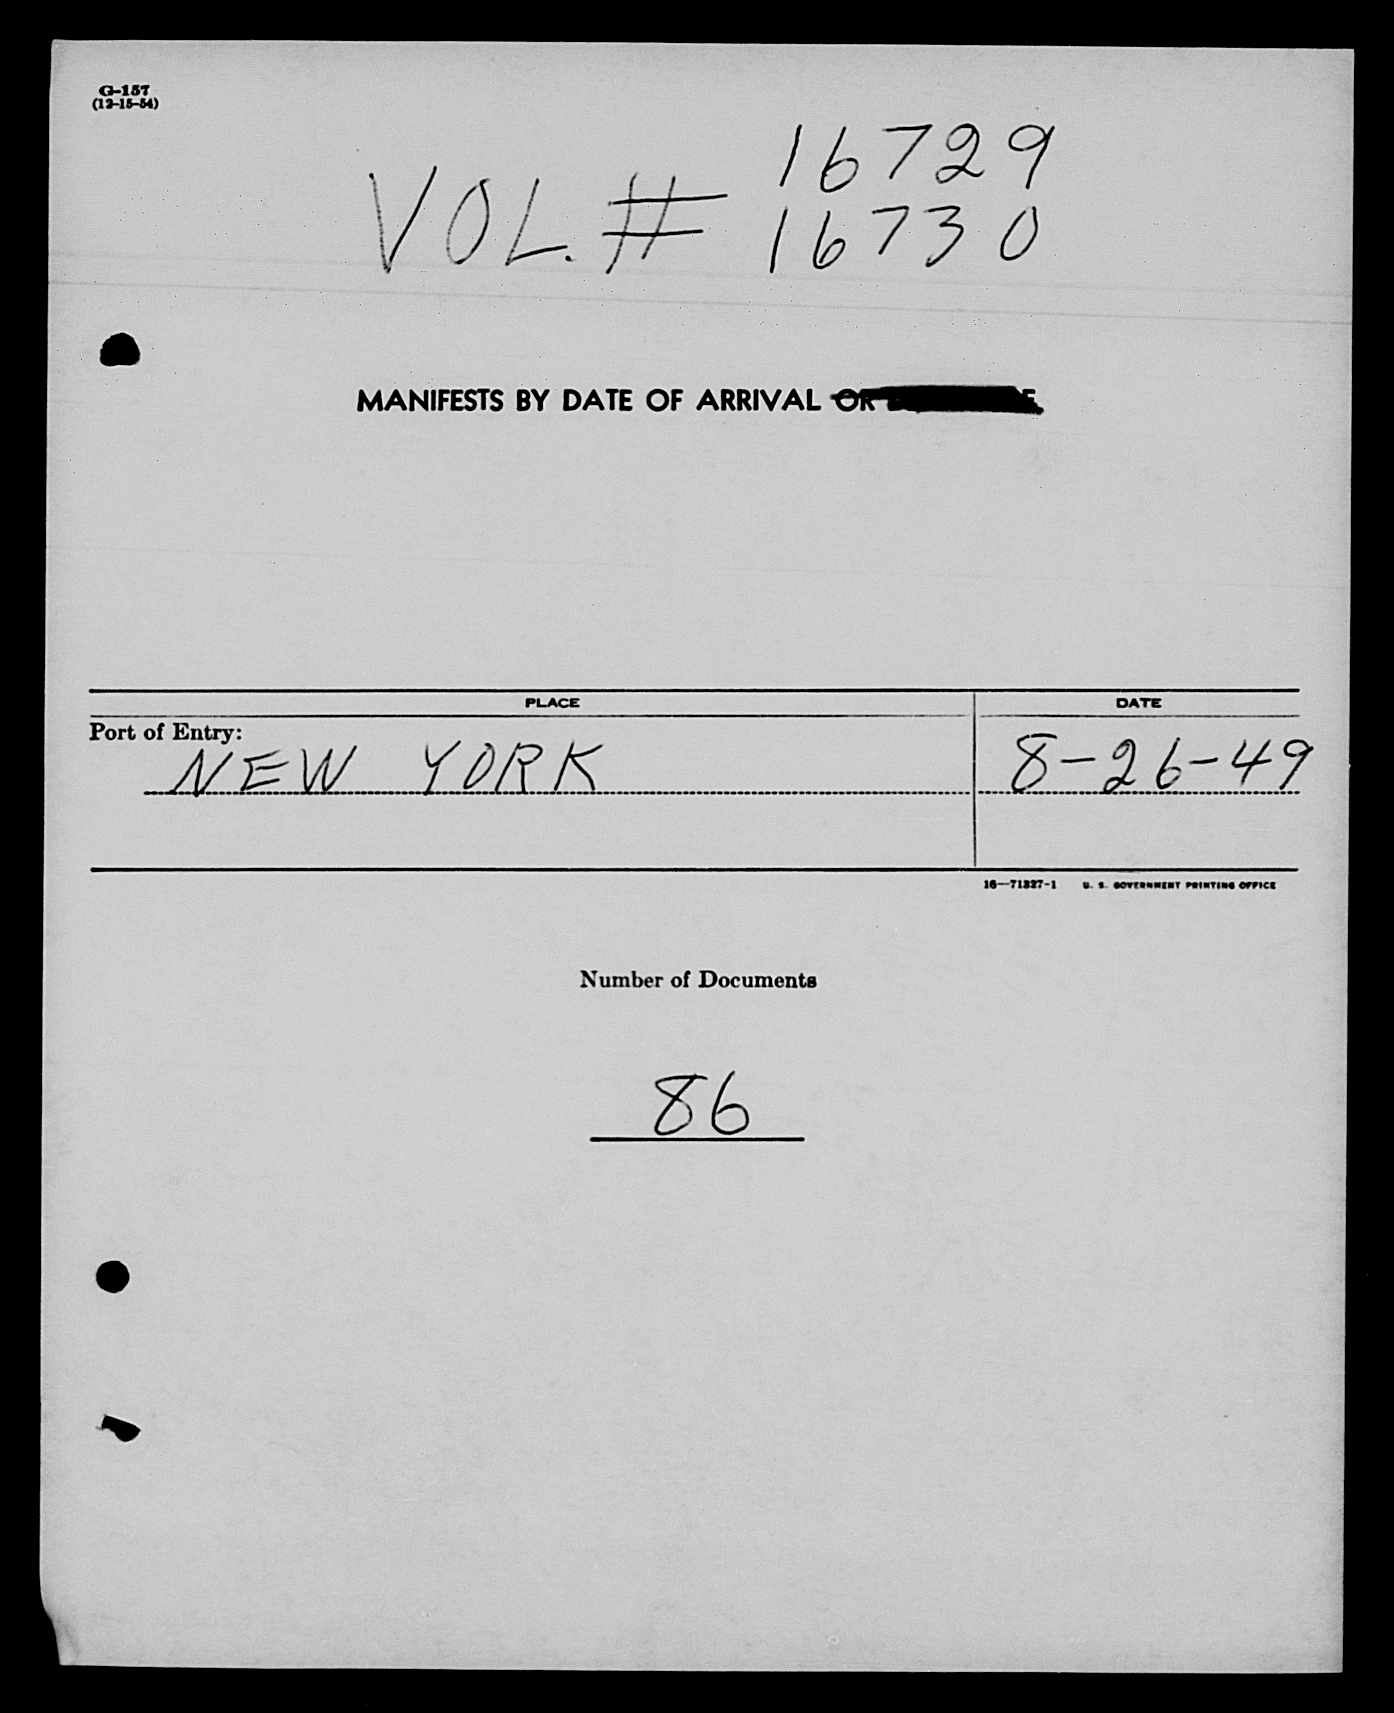 G-157
(12-15-54)
16729
VOL. # 16730
MANIFESTS BY DATE OF ARRIVAL OR
PLACE DATE
Port of Entry:
NEW YORK 8-26-49
16—71327-1 U. S. GOVERNMENT PRINTING OFFICE
Number of Documents
86